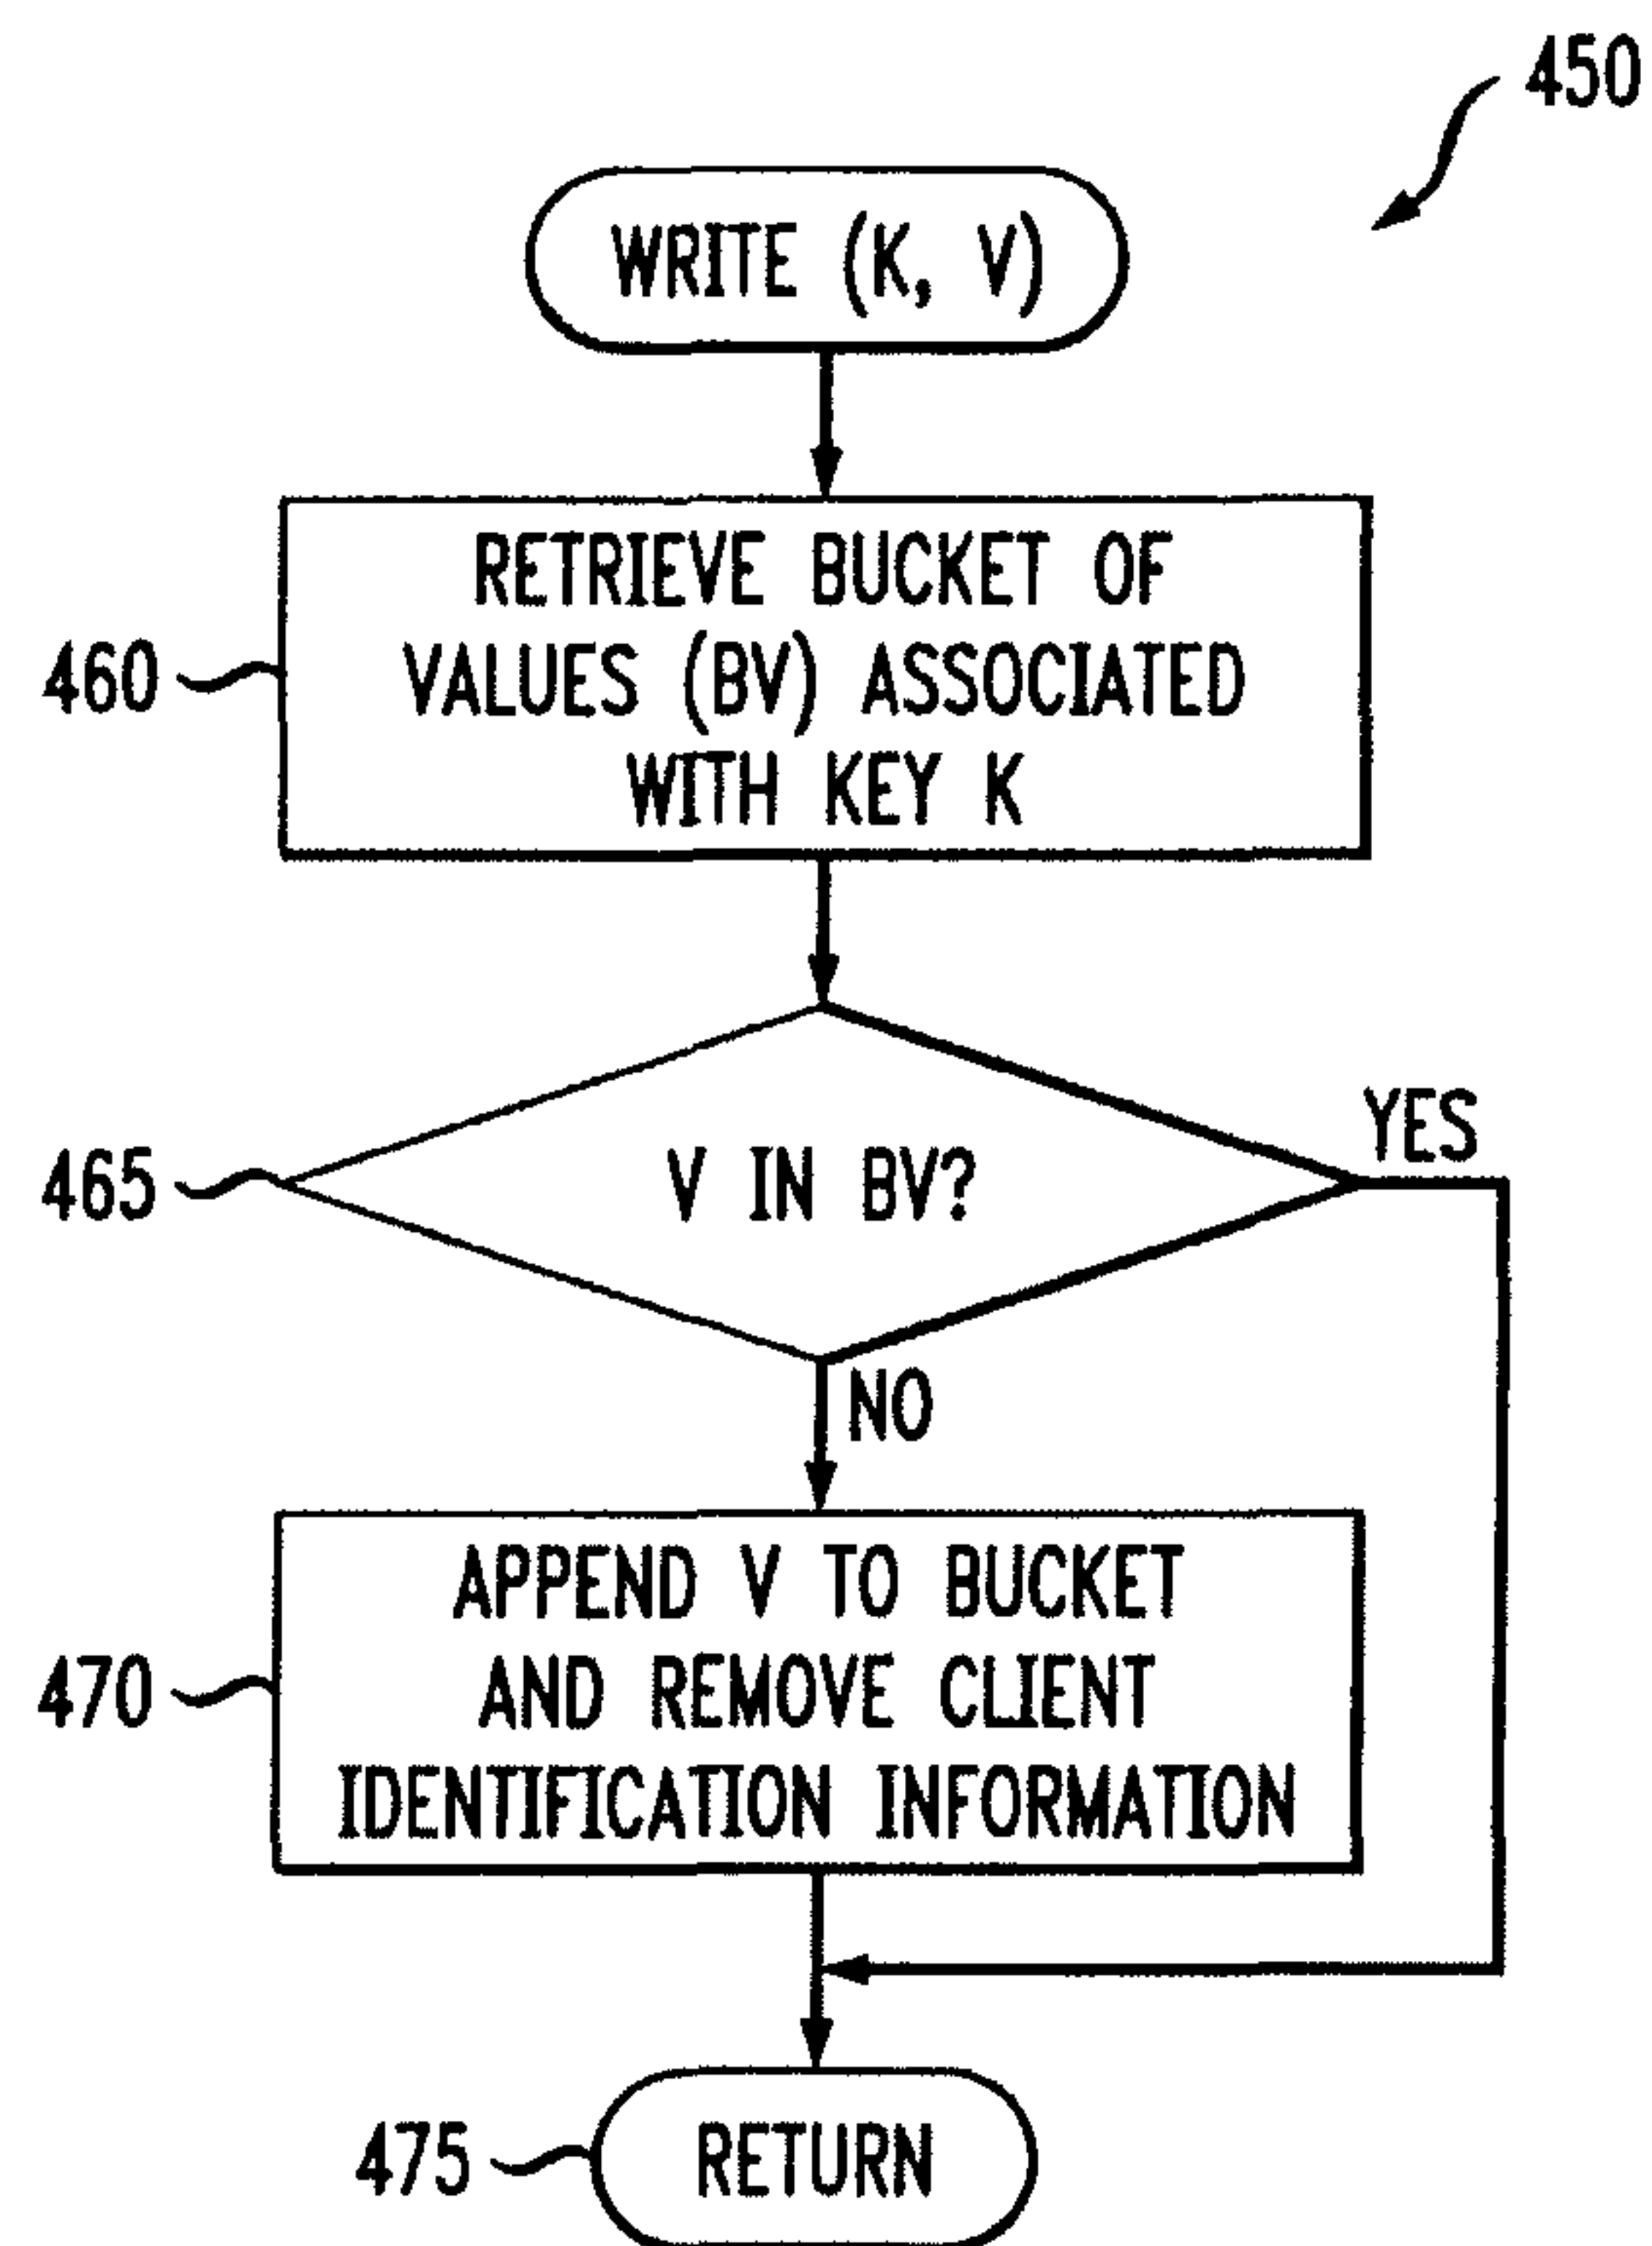 450
WRITE (K, V)
RETRIEVE BUCKET OF
VALUES (BV) ASSOCIATED
WITH KEY K
460
YES
V IN BV?
465
NO
APPEND V TO BUCKET
AND REMOVE CLIENT
IDENTIFICATION INFORMATION
470
RETURN
475